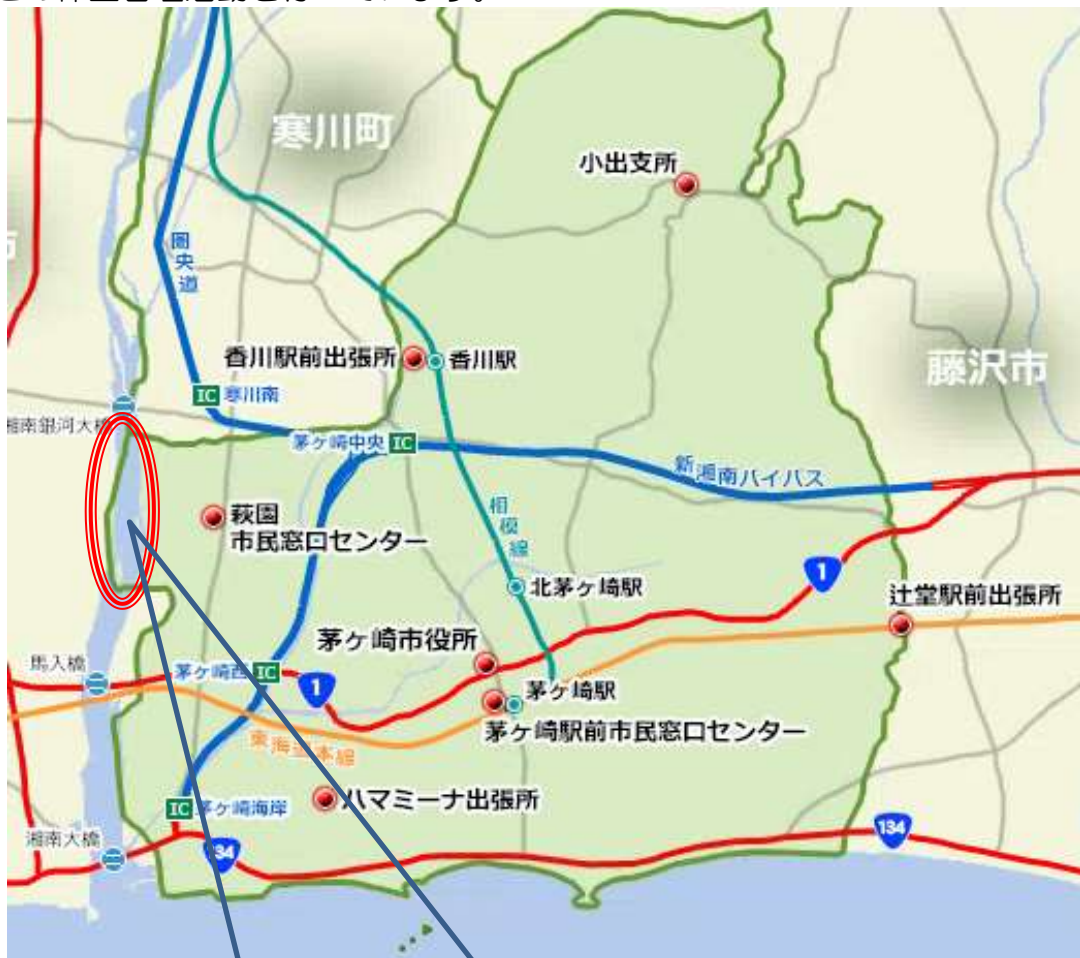 寒川町
小出支所
圏央道
香川駅前出張所
香川駅
藤沢市
IC 寒川南
湘南銀河大橋
茅ヶ崎中央 IC
新湘南バイパス
萩園
市民窓口センター
相模線
北茅ヶ崎駅
1
辻堂駅前出張所
茅ヶ崎市役所
馬入橋
茅ヶ崎西 IC
1
茅ヶ崎駅
茅ヶ崎駅前市民窓口センター
東海道本線
IC 茅ヶ崎海岸
ハマミーナ出張所
湘南大橋
134
134